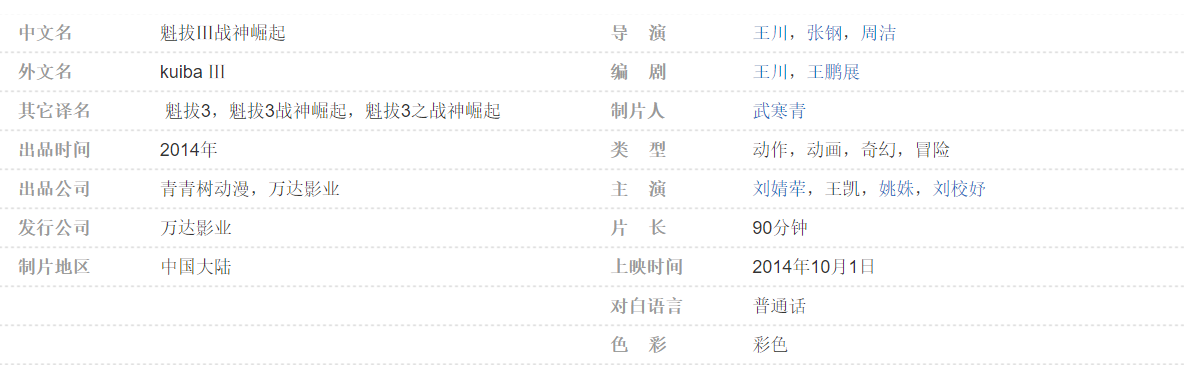 中文名 魁拔III战神崛起 导 演 王川，张钢，周洁
外文名 kuiba III 编 剧 王川，王鹏展
其它译名 魁拔3，魁拔3战神崛起，魁拔3之战神崛起 制片人 武寒青
出品时间 2014年 类 型 动作，动画，奇幻，冒险
出品公司 青青树动漫，万达影业 主 演 刘婧荦，王凯，姚姝，刘校妤
发行公司 万达影业 片 长 90分钟
制片地区 中国大陆 上映时间 2014年10月1日
对白语言 普通话
色 彩 彩色